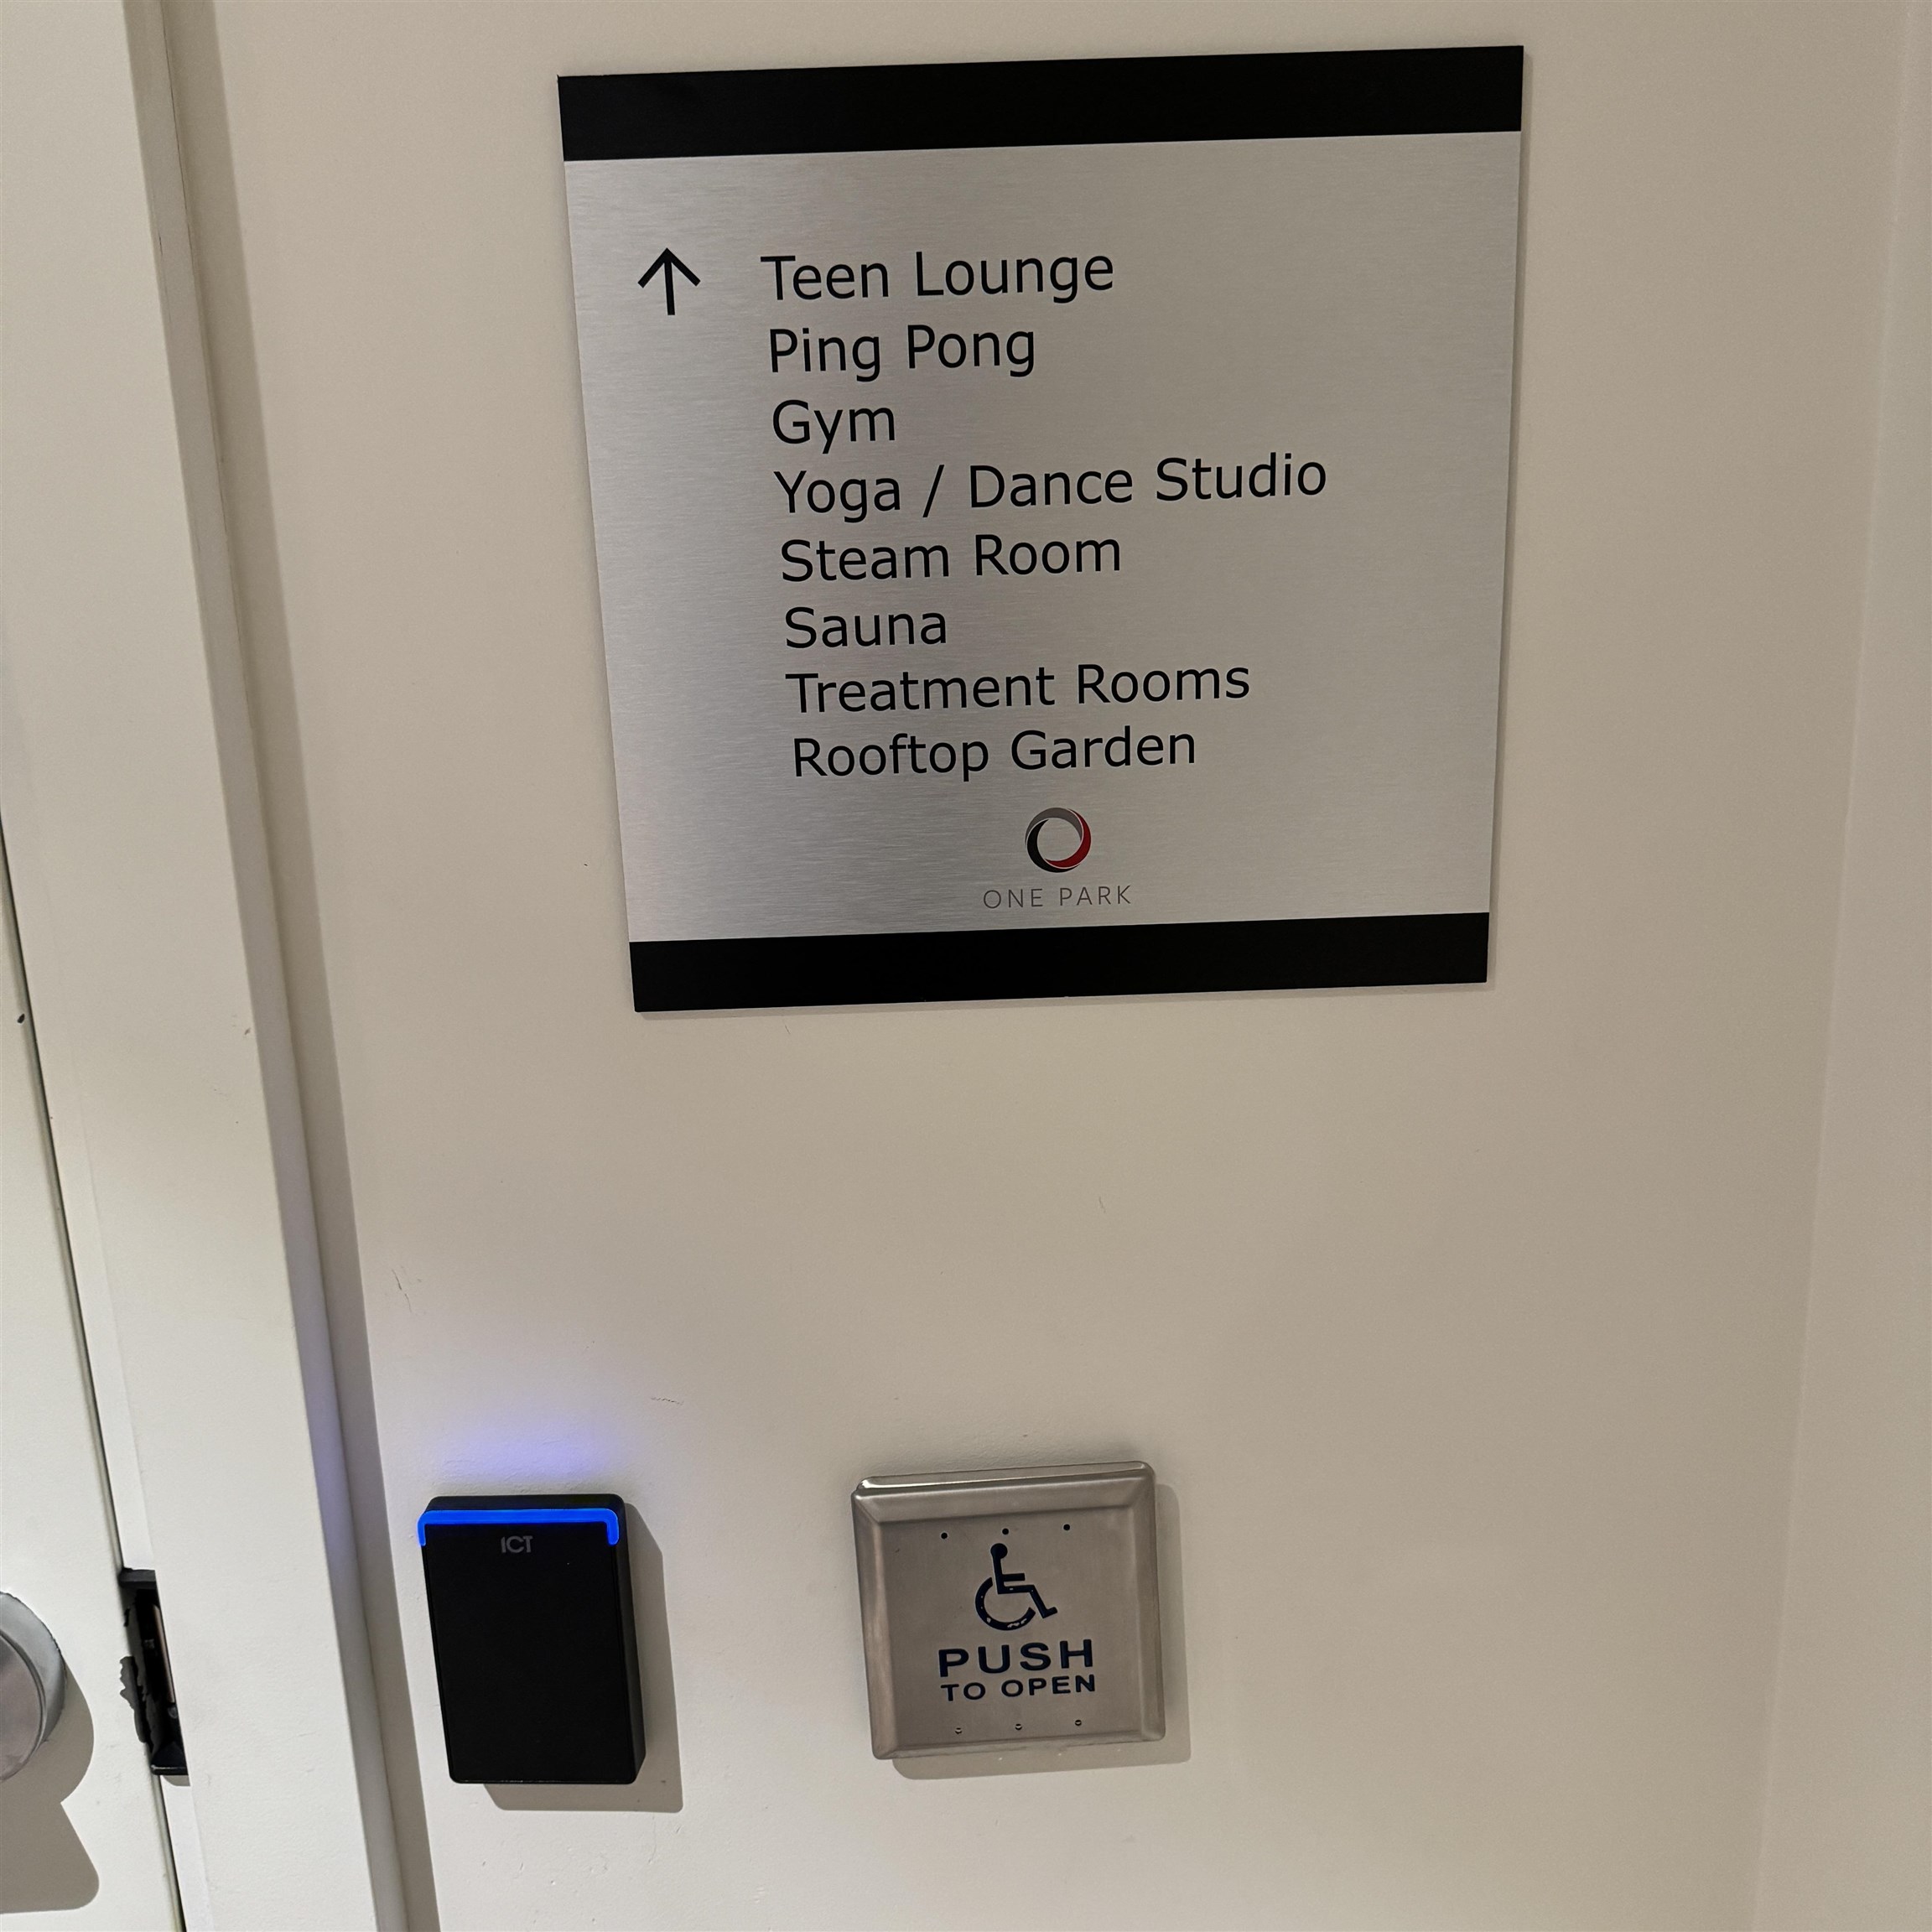 ↑ Teen Lounge
Ping Pong
Gym
Yoga / Dance Studio
Steam Room
Sauna
Treatment Rooms
Rooftop Garden
ONE PARK
ICT
PUSH
TO OPEN